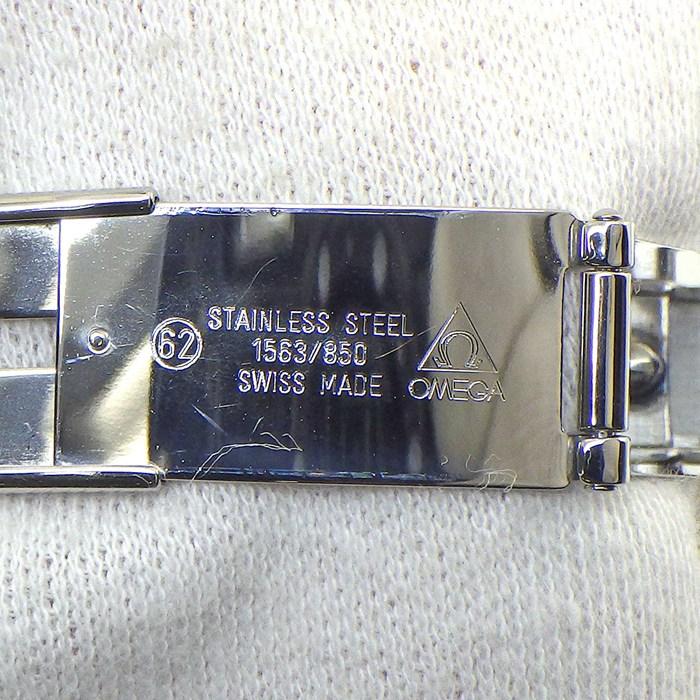 62
STAINLESS STEEL
1563/850
SWISS MADE
Ω
OMEGA